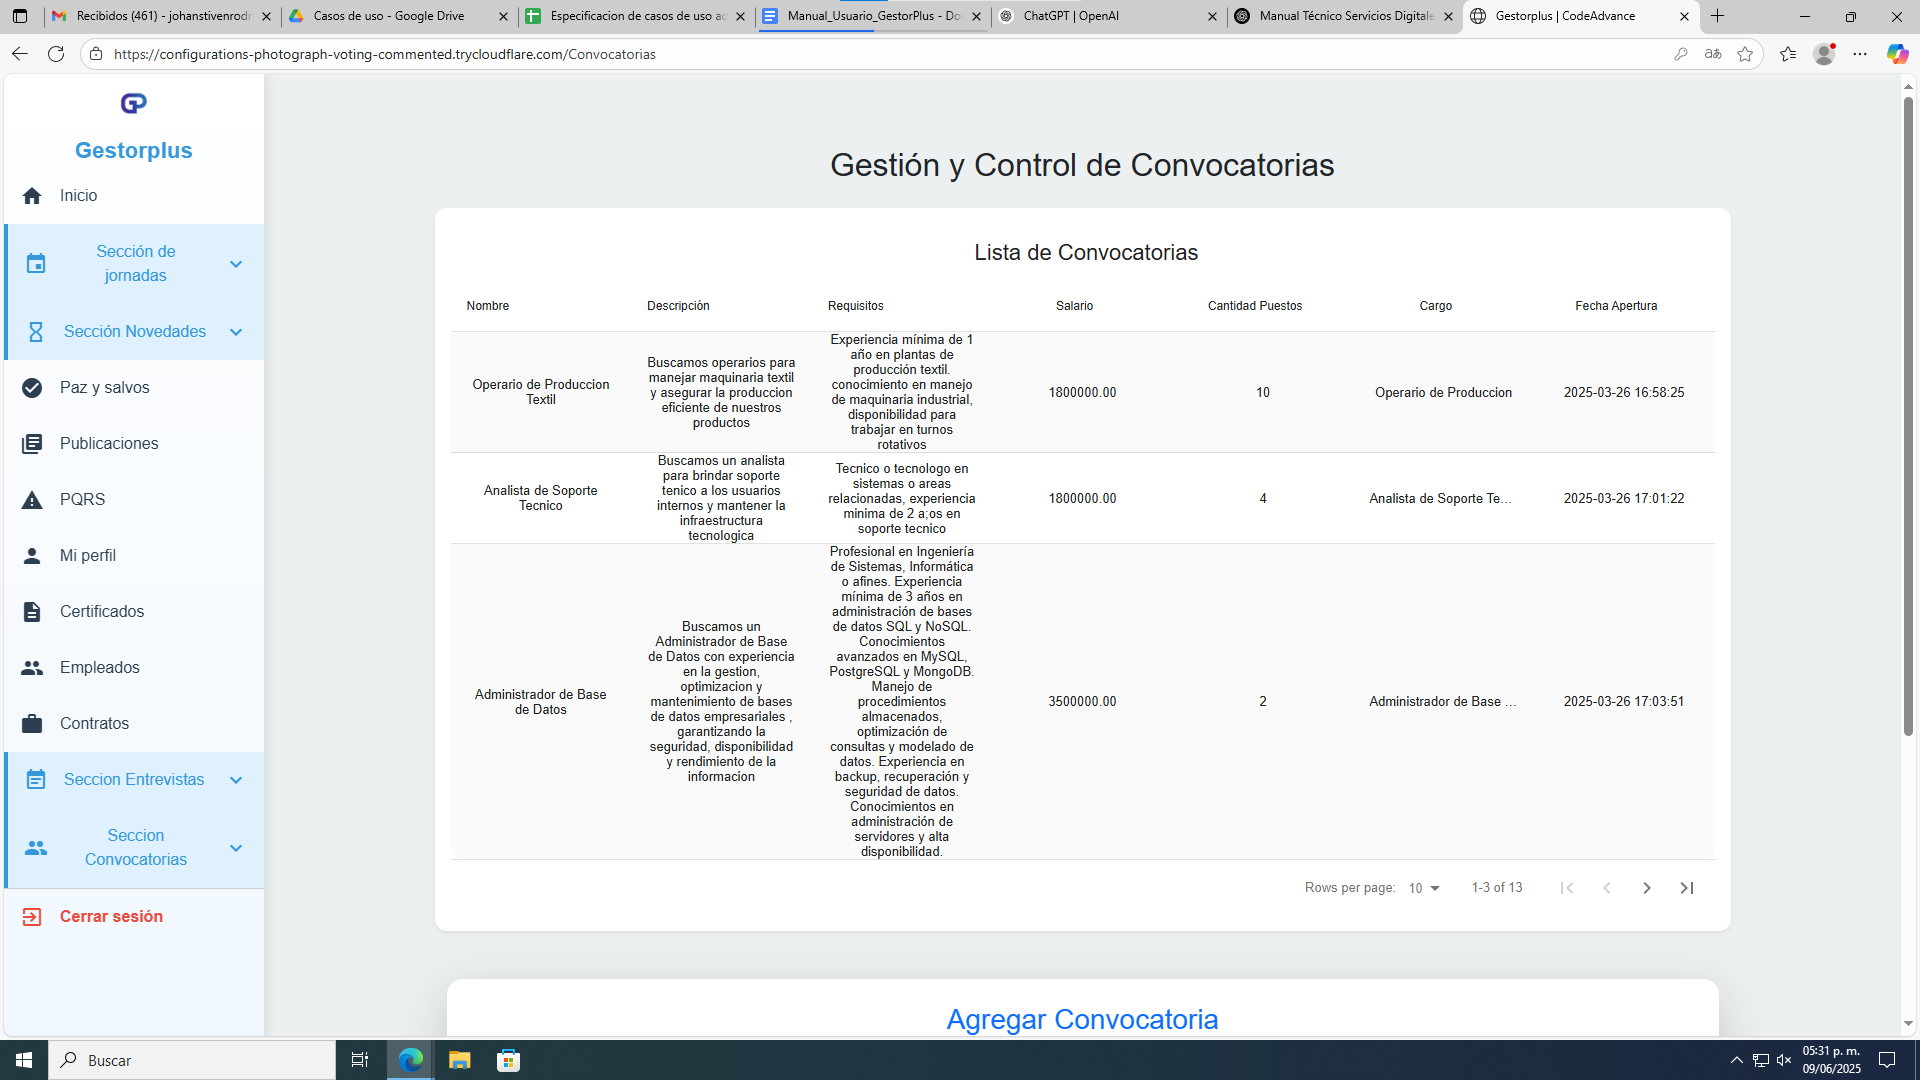 Recibidos (461) - johanstivenrodr
Casos de uso - Google Drive
Especificacion de casos de uso ac
Manual_Usuario_GestorPlus - Do
ChatGPT | OpenAI
Manual Técnico Servicios Digitale
Gestorplus | CodeAdvance
https://configurations-photograph-voting-commented.trycloudflare.com/Convocatorias
Gestorplus
Inicio
Sección de
jornadas
Sección Novedades
Paz y salvos
Publicaciones
PQRS
Mi perfil
Certificados
Empleados
Contratos
Seccion Entrevistas
Seccion
Convocatorias
Cerrar sesión
Gestión y Control de Convocatorias
Lista de Convocatorias
Nombre Descripción Requisitos Salario Cantidad Puestos Cargo Fecha Apertura
Operario de Produccion
Textil
Buscamos operarios para
manejar maquinaria textil
y asegurar la produccion
eficiente de nuestros
productos
Experiencia mínima de 1
año en plantas de
producción textil.
conocimiento en manejo
de maquinaria industrial,
disponibilidad para
trabajar en turnos
rotativos
1800000.00
10
Operario de Produccion
2025-03-26 16:58:25
Analista de Soporte
Tecnico
Buscamos un analista
para brindar soporte
tenico a los usuarios
internos y mantener la
infraestructura
tecnologica
Tecnico o tecnologo en
sistemas o areas
relacionadas, experiencia
minima de 2 a;os en
soporte tecnico
1800000.00
4
Analista de Soporte Te...
2025-03-26 17:01:22
Administrador de Base
de Datos
Buscamos un
Administrador de Base
de Datos con experiencia
en la gestion,
optimizacion y
mantenimiento de bases
de datos empresariales ,
garantizando la
seguridad, disponibilidad
y rendimiento de la
informacion
Profesional en Ingeniería
de Sistemas, Informática
o afines. Experiencia
mínima de 3 años en
administración de bases
de datos SQL y NoSQL.
Conocimientos
avanzados en MySQL,
PostgreSQL y MongoDB.
Manejo de
procedimientos
almacenados,
optimización de
consultas y modelado de
datos. Experiencia en
backup, recuperación y
seguridad de datos.
Conocimientos en
administración de
servidores y alta
disponibilidad.
3500000.00
2
Administrador de Base ...
2025-03-26 17:03:51
Rows per page: 10 1-3 of 13
Agregar Convocatoria
Buscar
05:31 p. m.
09/06/2025